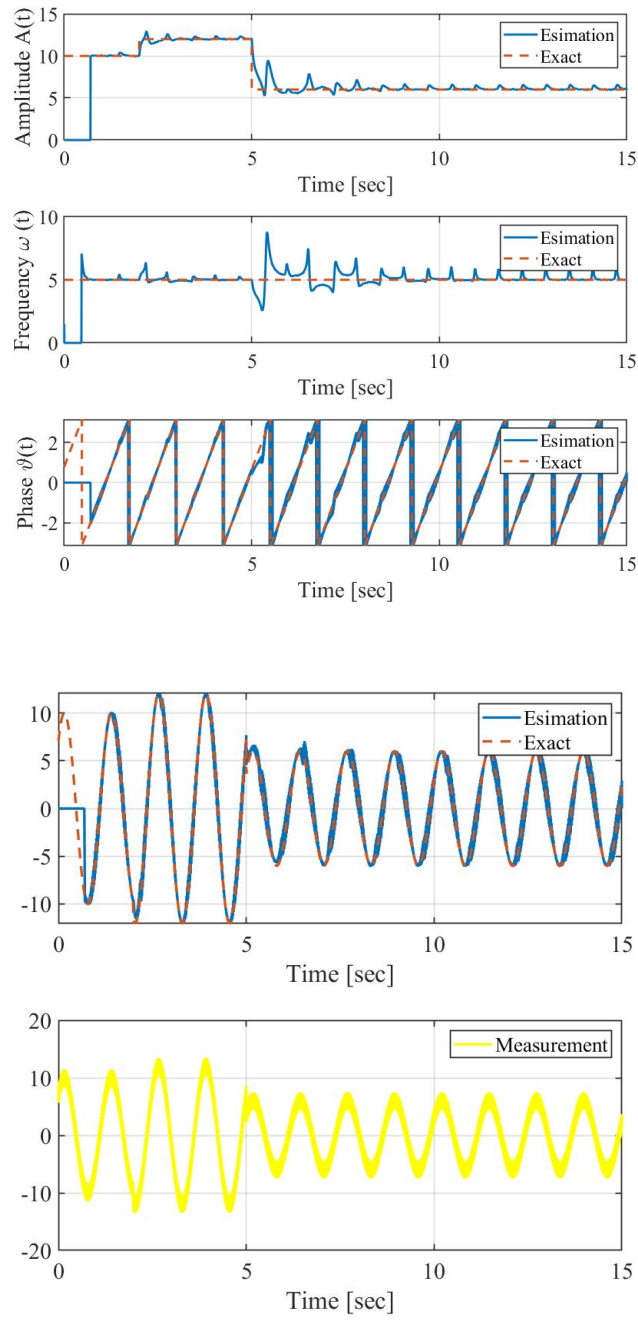 Amplitude A(t)
15
10
5
0
Esimation
Exact
0
5
10
15
Time [sec]
Frequency ω (t)
10
5
0
Esimation
Exact
0
5
10
15
Time [sec]
Phase ϑ(t)
2
0
-2
Esimation
Exact
0
5
10
15
Time [sec]
10
5
0
-5
-10
Esimation
Exact
0
5
10
15
Time [sec]
20
10
0
-10
-20
Measurement
0
5
10
15
Time [sec]